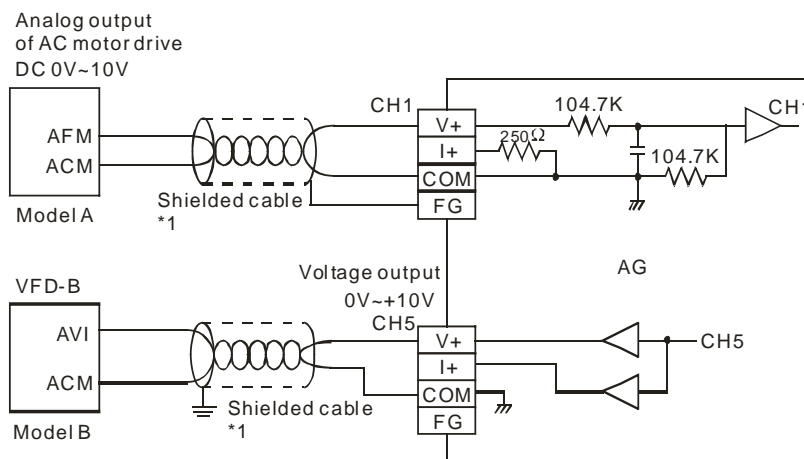 Analog output
of AC motor drive
DC 0V~10V
AFM
ACM
Model A
Shielded cable
*1
CH1
V+
I+
COM
FG
250Ω
104.7K
104.7K
CH1
Voltage output
0V~+10V
CH5
AG
VFD-B
AVI
ACM
Model B
Shielded cable
*1
V+
I+
COM
FG
CH5